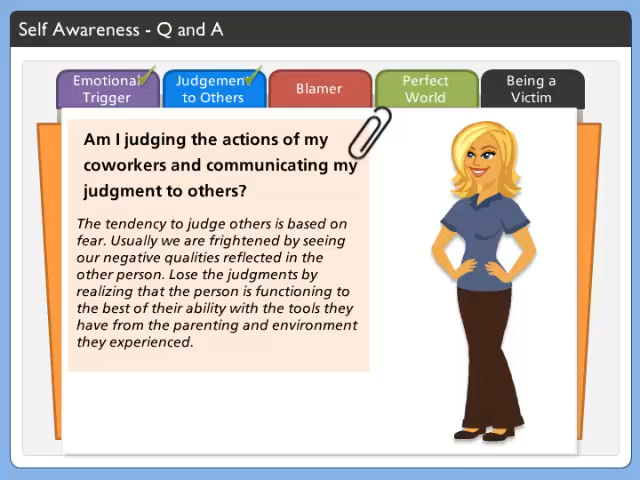 Self Awareness - Q and A
Emotional
Trigger
Judgement
to Others
Blamer
Perfect
World
Being a
Victim
Am I judging the actions of my
coworkers and communicating my
judgment to others?
The tendency to judge others is based on
fear. Usually we are frightened by seeing
our negative qualities reflected in the
other person. Lose the judgments by
realizing that the person is functioning to
the best of their ability with the tools they
have from the parenting and environment
they experienced.